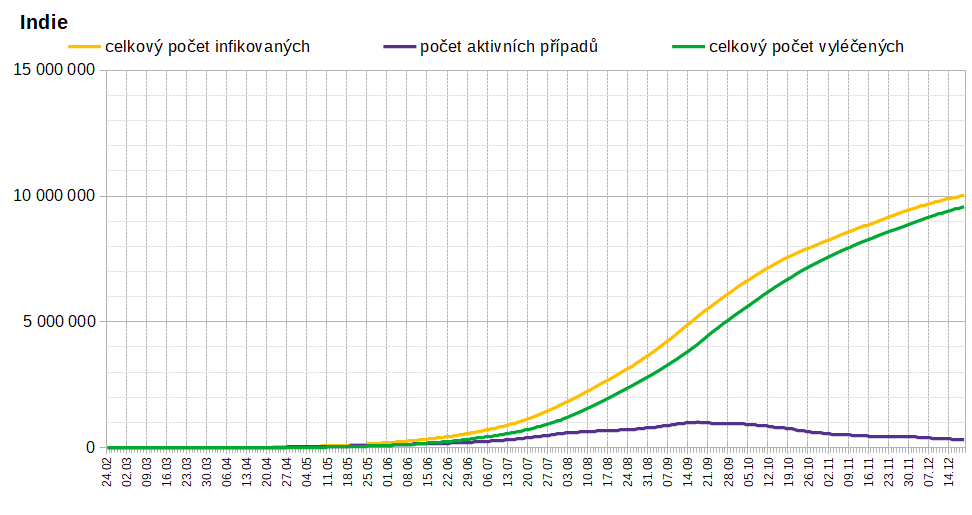 Indie
celkový počet infikovaných počet aktivních případů celkový počet vyléčených
15 000 000
10 000 000
5 000 000
0
24.02 02.03 09.03 16.03 23.03 30.03 06.04 13.04 20.04 27.04 04.05 11.05 18.05 25.05 01.06 08.06 15.06 22.06 29.06 06.07 13.07 20.07 27.07 03.08 10.08 17.08 24.08 31.08 07.09 14.09 21.09 28.09 05.10 12.10 19.10 26.10 02.11 09.11 16.11 23.11 30.11 07.12 14.12